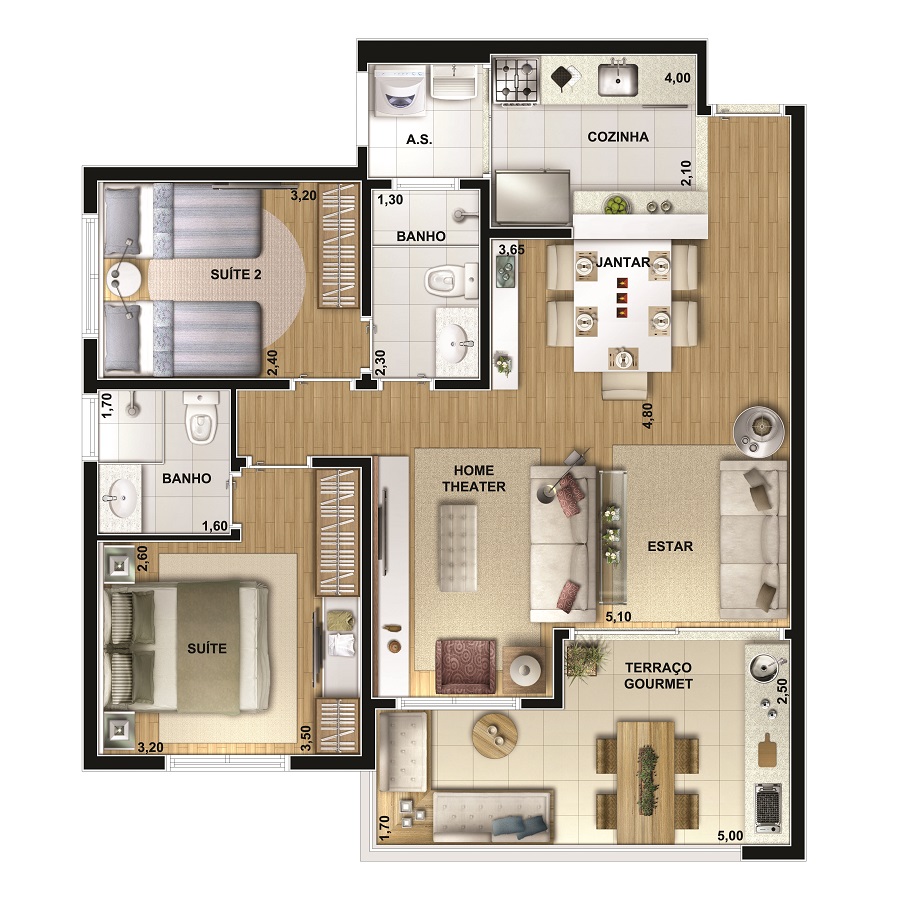 4,00
COZINHA
A.S.
2,10
3,20
1,30
BANHO
3,65
JANTAR
SUÍTE 2
2,40
2,30
1,70
4,80
BANHO
HOME
THEATER
1,60
ESTAR
2,60
5,10
SUÍTE
TERRAÇO
GOURMET
2,50
3,20
3,50
1,70
5,00